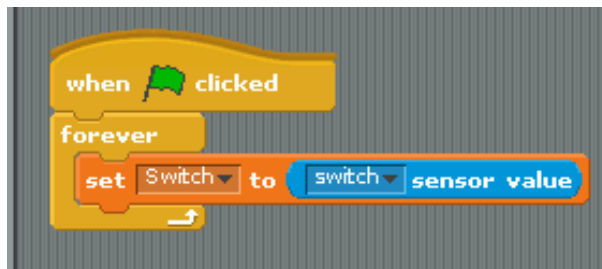 when clicked
forever
set Switch to switch sensor value